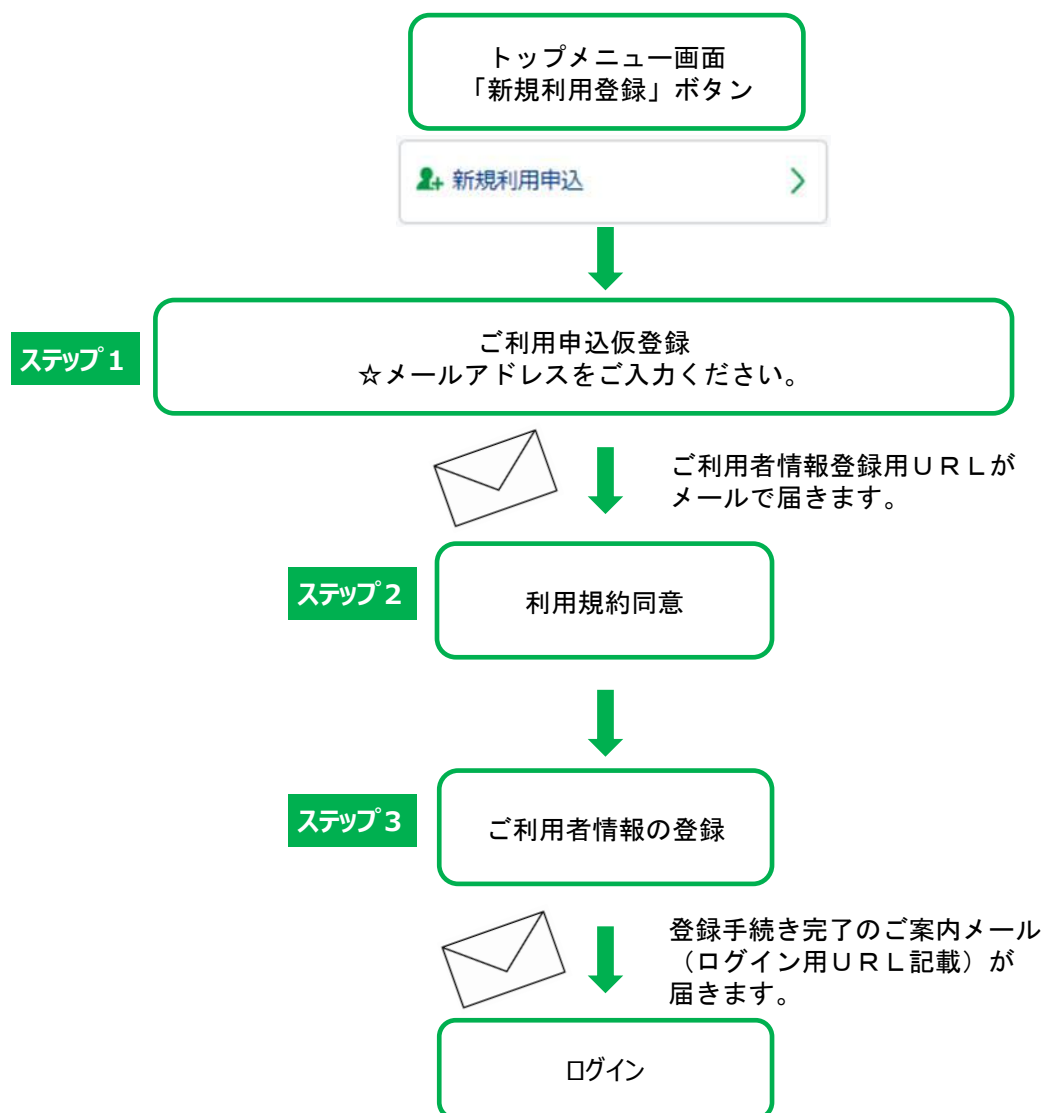 トップメニュー画面
「新規利用登録」ボタン
新規利用申込
ステップ１
ご利用申込仮登録
☆メールアドレスをご入力ください。
ご利用者情報登録用ＵＲＬが
メールで届きます。
ステップ２
利用規約同意
ステップ３
ご利用者情報の登録
登録手続き完了のご案内メール
（ログイン用ＵＲＬ記載）が
届きます。
ログイン